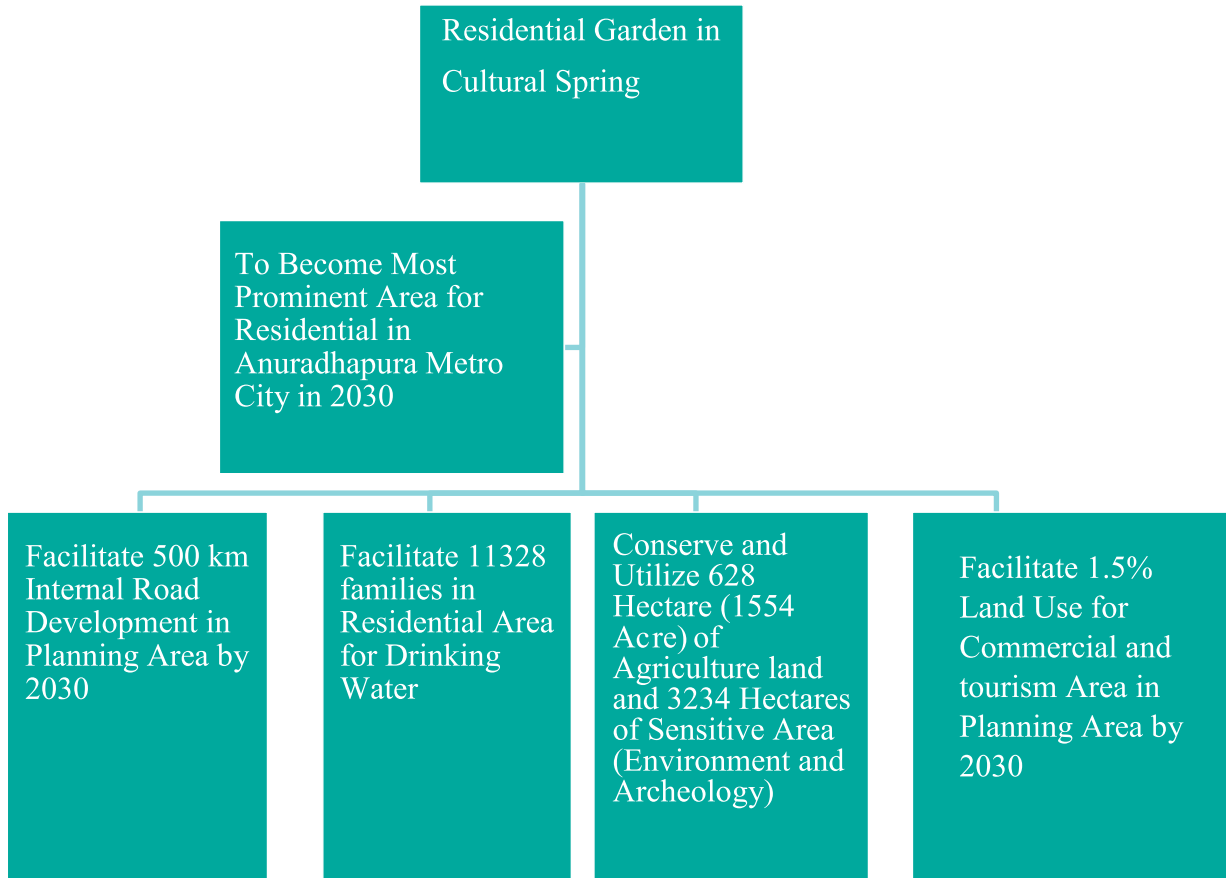 Residential Garden in
Cultural Spring
To Become Most
Prominent Area for
Residential in
Anuradhapura Metro
City in 2030
Facilitate 500 km
Internal Road
Development in
Planning Area by
2030
Facilitate 11328
families in
Residential Area
for Drinking
Water
Conserve and
Utilize 628
Hectare (1554
Acre) of
Agriculture land
and 3234 Hectares
of Sensitive Area
(Environment and
Archeology)
Facilitate 1.5%
Land Use for
Commercial and
tourism Area in
Planning Area by
2030